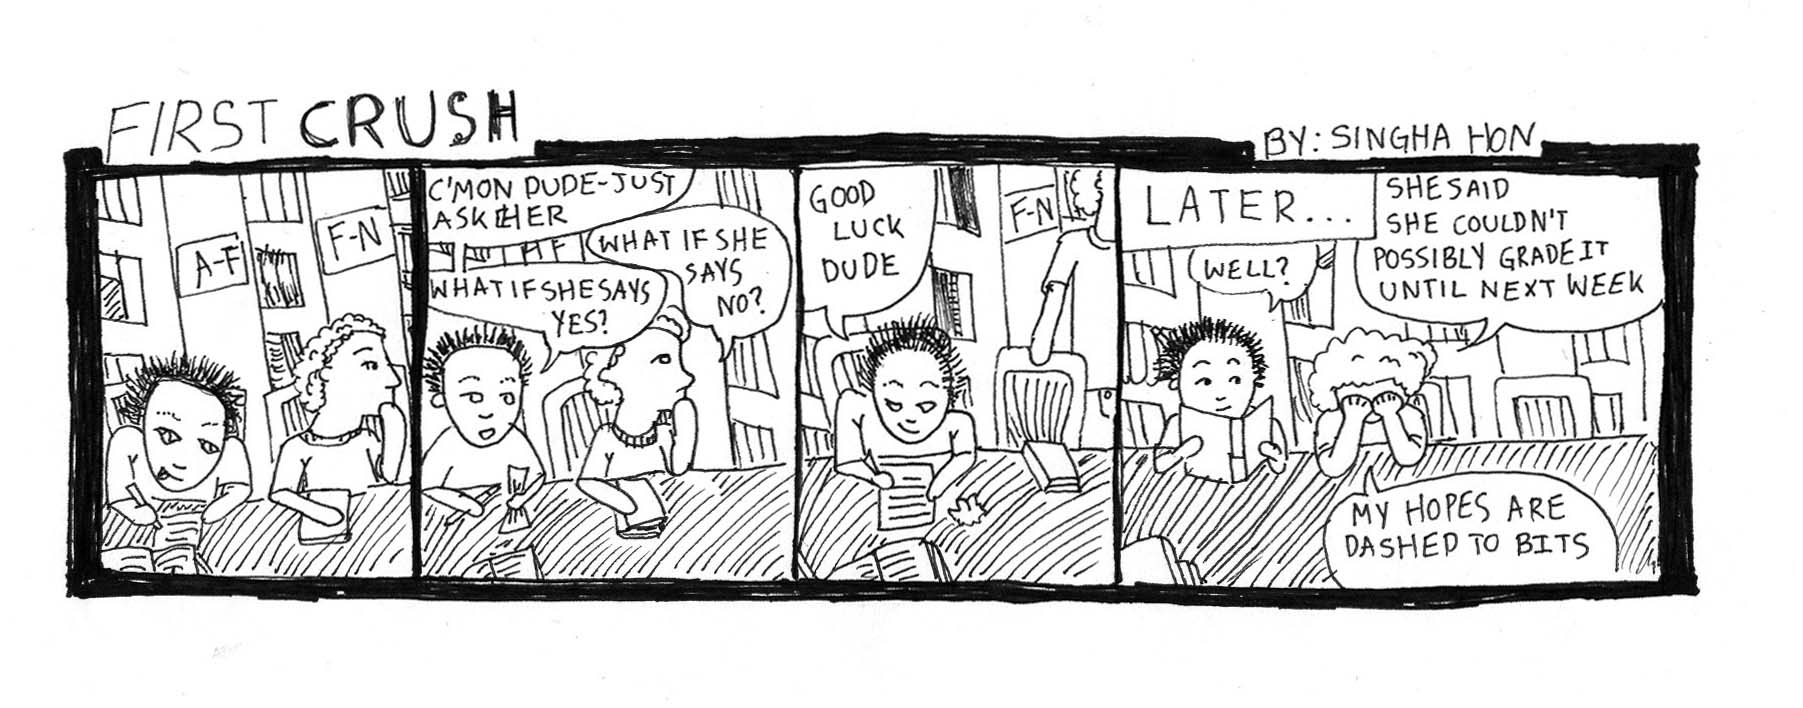 FIRST CRUSH
BY: SINGHA HON
A-F
F-N
C'MON DUDE-JUST
ASK HER
WHAT IF SHE
SAYS
NO?
WHAT IF SHE SAYS
YES?
GOOD
LUCK
DUDE
F-N
LATER...
WELL?
SHE SAID
SHE COULDN'T
POSSIBLY GRADE IT
UNTIL NEXT WEEK
MY HOPES ARE
DASHED TO BITS